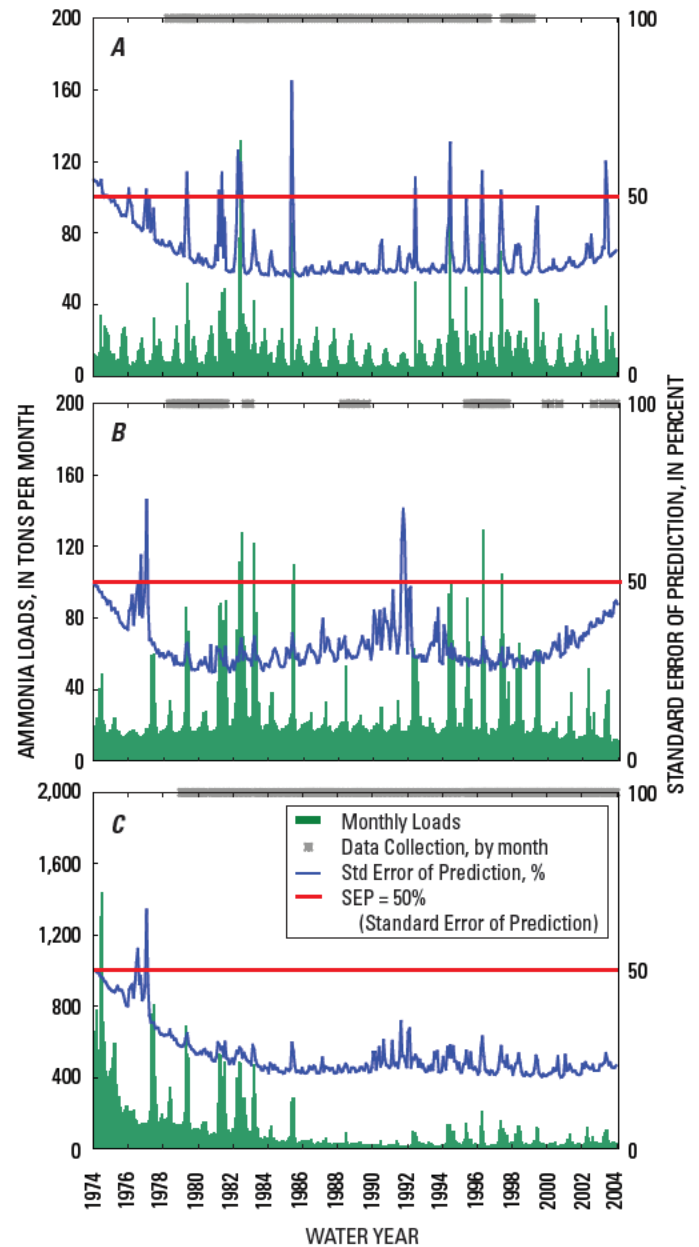 200
160
120
80
40
0
A
100
50
0
200
160
120
80
40
0
B
100
50
0
2,000
1,600
1,200
800
400
0
C
100
50
0
AMMONIA LOADS, IN TONS PER MONTH
STANDARD ERROR OF PREDICTION, IN PERCENT
Monthly Loads
Data Collection, by month
Std Error of Prediction, %
SEP = 50%
(Standard Error of Prediction)
1974 1976 1978 1980 1982 1984 1986 1988 1990 1992 1994 1996 1998 2000 2002 2004
WATER YEAR